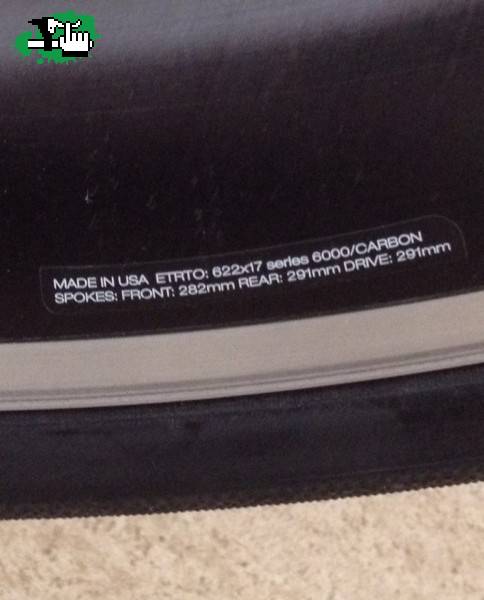 MADE IN USA ETRTO: 622x17 series 6000/CARBON
SPOKES: FRONT: 282mm REAR: 291mm DRIVE: 291mm